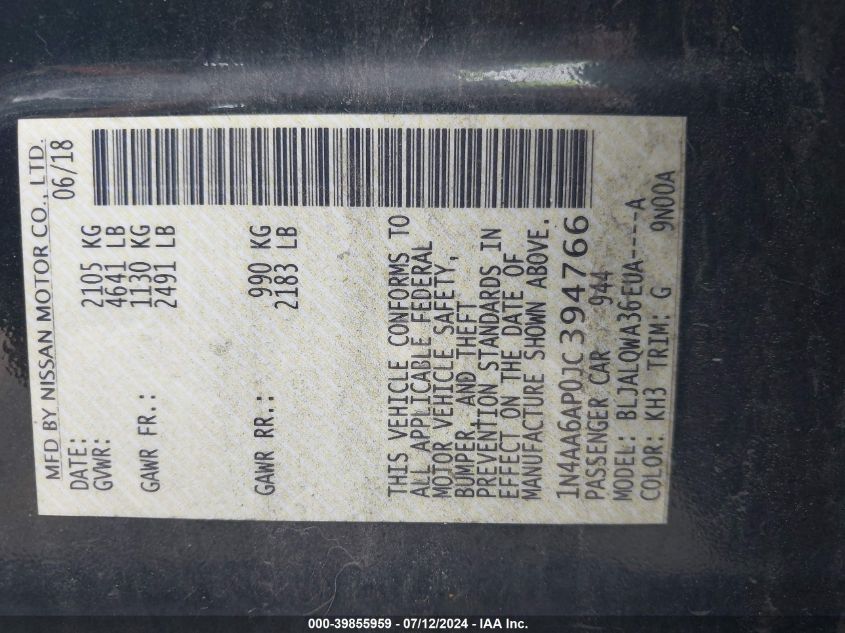 MFD BY NISSAN MOTOR CO., LTD.
DATE: 06/18
GVWR: 2105 KG
4641 LB
GAWR FR.: 1130 KG
2491 LB
GAWR RR.: 990 KG
2183 LB
THIS VEHICLE CONFORMS TO
ALL APPLICABLE FEDERAL
MOTOR VEHICLE SAFETY,
BUMPER, AND THEFT
PREVENTION STANDARDS IN
EFFECT ON THE DATE OF
MANUFACTURE SHOWN ABOVE.
1N4AA6AP0JC394766
PASSENGER CAR 944
MODEL: BLJALQWA36EUA----A
COLOR: KH3 TRIM: G 9N00A
000-39855959 - 07/12/2024 - IAA Inc.